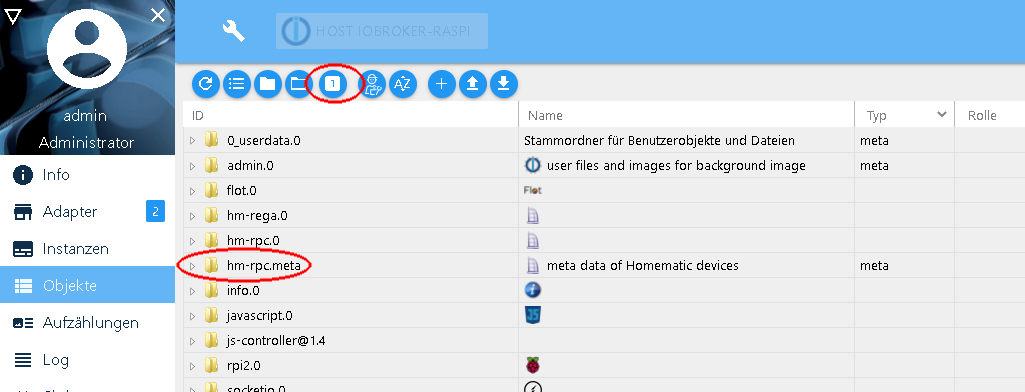 HOST IOBROKER-RASPI
admin
Administrator
Info
Adapter 2
Instanzen
Objekte
Aufzählungen
Log
1
AZ
ID Name Typ Rolle
0_userdata.0 Stammordner für Benutzerobjekte und Dateien meta
admin.0 user files and images for background image meta
flot.0 Flot
hm-rega.0
hm-rpc.0
hm-rpc.meta meta data of Homematic devices meta
info.0
javascript.0 JS
js-controller@1.4
rpi2.0
socketio.0